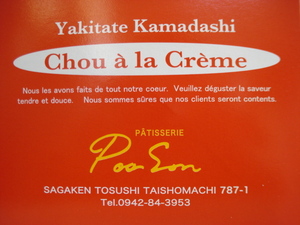 Yakitate Kamadashi
Chou à la Crème
Nous les avons faits de tout notre coeur. Veuillez déguster la saveur
tendre et douce. Nous sommes sûres que nos clients seront contents.
PÂTISSERIE
Poa Son
SAGAKEN TOSUSHI TAISHOMACHI 787-1
Tel.0942-84-3953